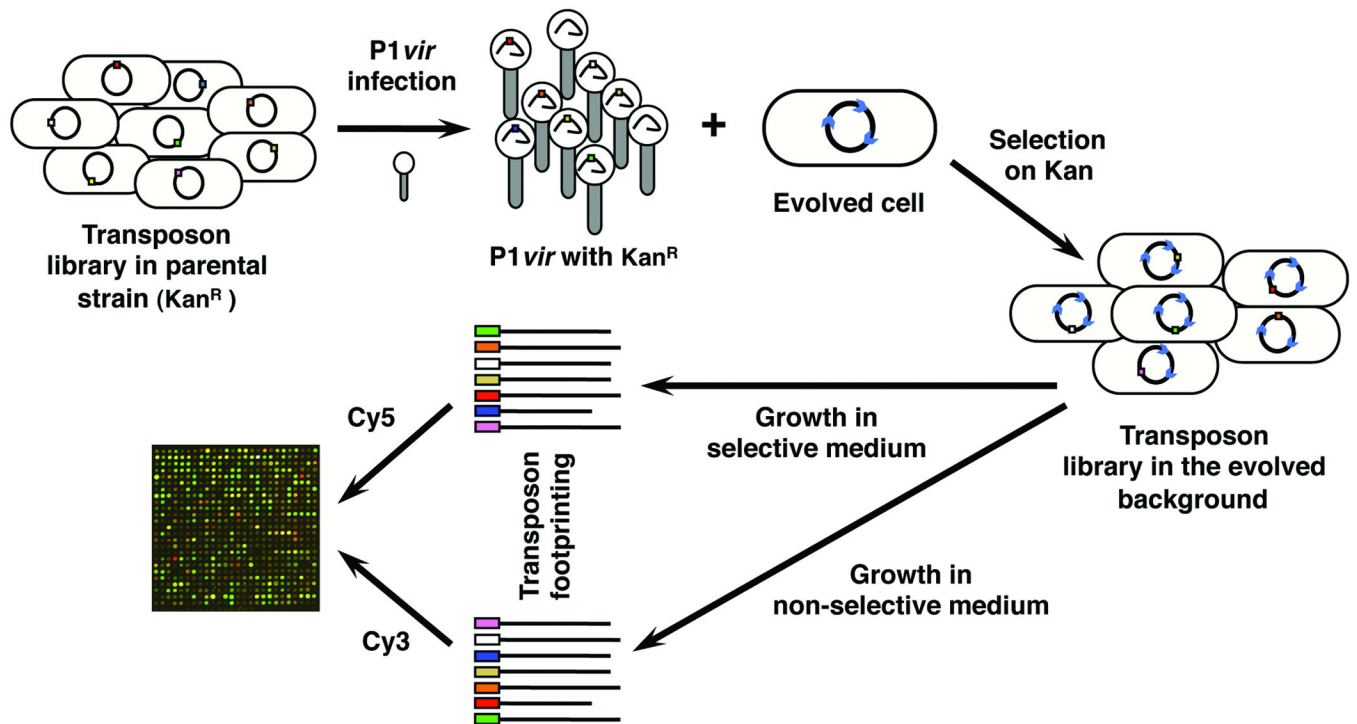 P1vir
infection
Transposon
library in parental
strain (Kanᴿ )
P1vir with Kanᴿ
+
Evolved cell
Selection
on Kan
Transposon
library in the evolved
background
Growth in
selective medium
Growth in
non-selective medium
Transposon
footprinting
Cy5
Cy3